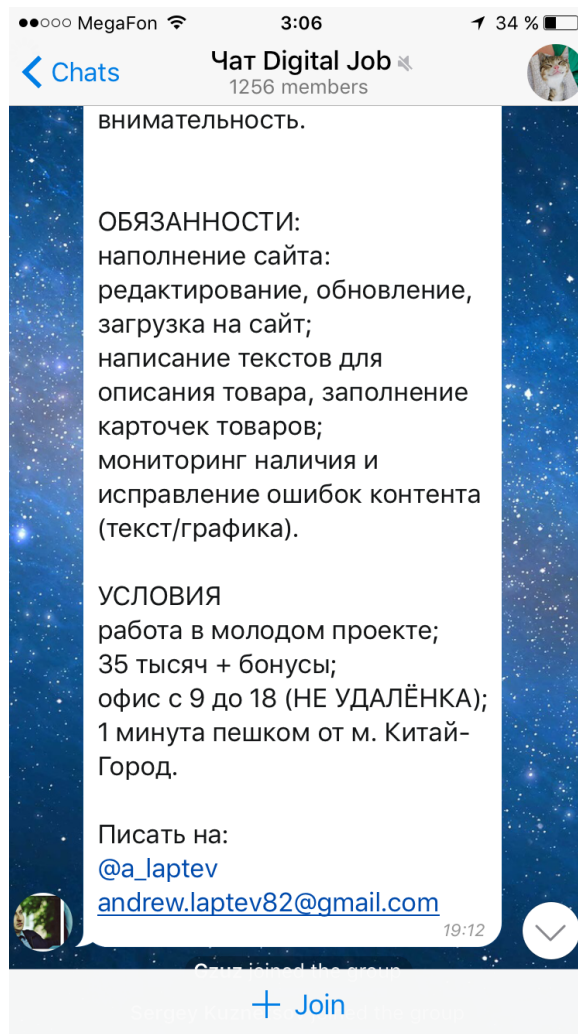 MegaFon 3:06 34 %
Chats Чат Digital Job
1256 members
внимательность.
ОБЯЗАННОСТИ:
наполнение сайта:
редактирование, обновление,
загрузка на сайт;
написание текстов для
описания товара, заполнение
карточек товаров;
мониторинг наличия и
исправление ошибок контента
(текст/графика).
УСЛОВИЯ
работа в молодом проекте;
35 тысяч + бонусы;
офис с 9 до 18 (НЕ УДАЛЁНКА);
1 минута пешком от м. Китай-
Город.
Писать на:
@a_laptev
andrew.laptev82@gmail.com
19:12
joined the group
+ Join